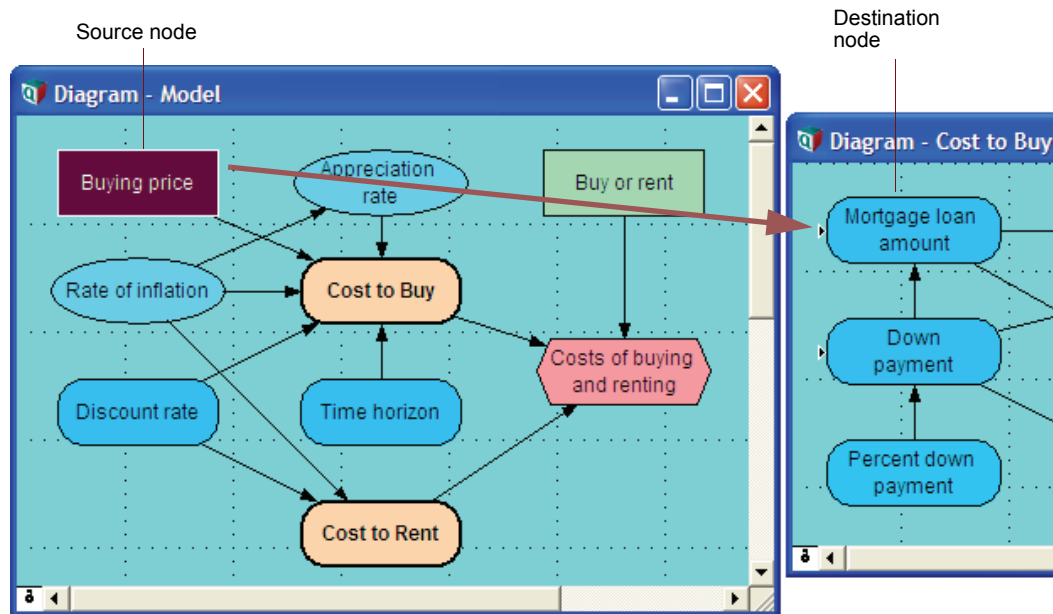 Source node
Destination
node
Diagram - Model
Diagram - Cost to Buy
Buying price
Appreciation
rate
Buy or rent
Mortgage loan
amount
Rate of inflation
Cost to Buy
Costs of buying
and renting
Down
payment
Discount rate
Time horizon
Percent down
payment
Cost to Rent